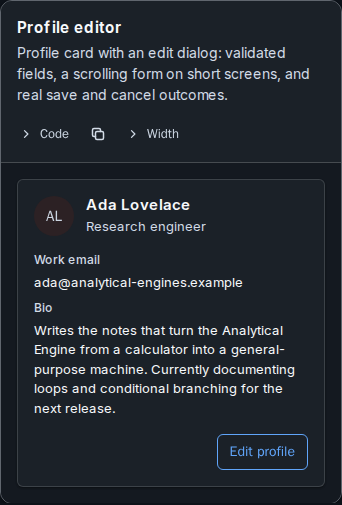 Profile editor
Profile card with an edit dialog: validated
fields, a scrolling form on short screens, and
real save and cancel outcomes.
Code
Width
AL
Ada Lovelace
Research engineer
Work email
ada@analytical-engines.example
Bio
Writes the notes that turn the Analytical
Engine from a calculator into a general-
purpose machine. Currently documenting
loops and conditional branching for the
next release.
Edit profile